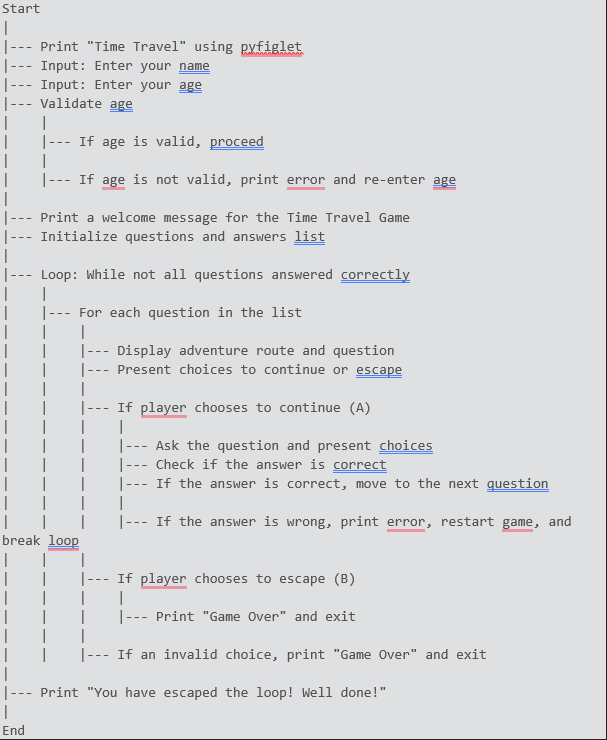 Start
|
|--- Print "Time Travel" using pyfiglet
|--- Input: Enter your name
|--- Input: Enter your age
|--- Validate age
|    |
|    |--- If age is valid, proceed
|    |
|    |--- If age is not valid, print error and re-enter age
|
|--- Print a welcome message for the Time Travel Game
|--- Initialize questions and answers list
|
|--- Loop: While not all questions answered correctly
|    |
|    |--- For each question in the list
|    |    |
|    |    |--- Display adventure route and question
|    |    |--- Present choices to continue or escape
|    |    |
|    |    |--- If player chooses to continue (A)
|    |    |    |
|    |    |    |--- Ask the question and present choices
|    |    |    |--- Check if the answer is correct
|    |    |    |--- If the answer is correct, move to the next question
|    |    |    |
|    |    |    |--- If the answer is wrong, print error, restart game, and
break loop
|    |    |
|    |    |--- If player chooses to escape (B)
|    |    |    |
|    |    |    |--- Print "Game Over" and exit
|    |    |
|    |    |--- If an invalid choice, print "Game Over" and exit
|
|--- Print "You have escaped the loop! Well done!"
|
End